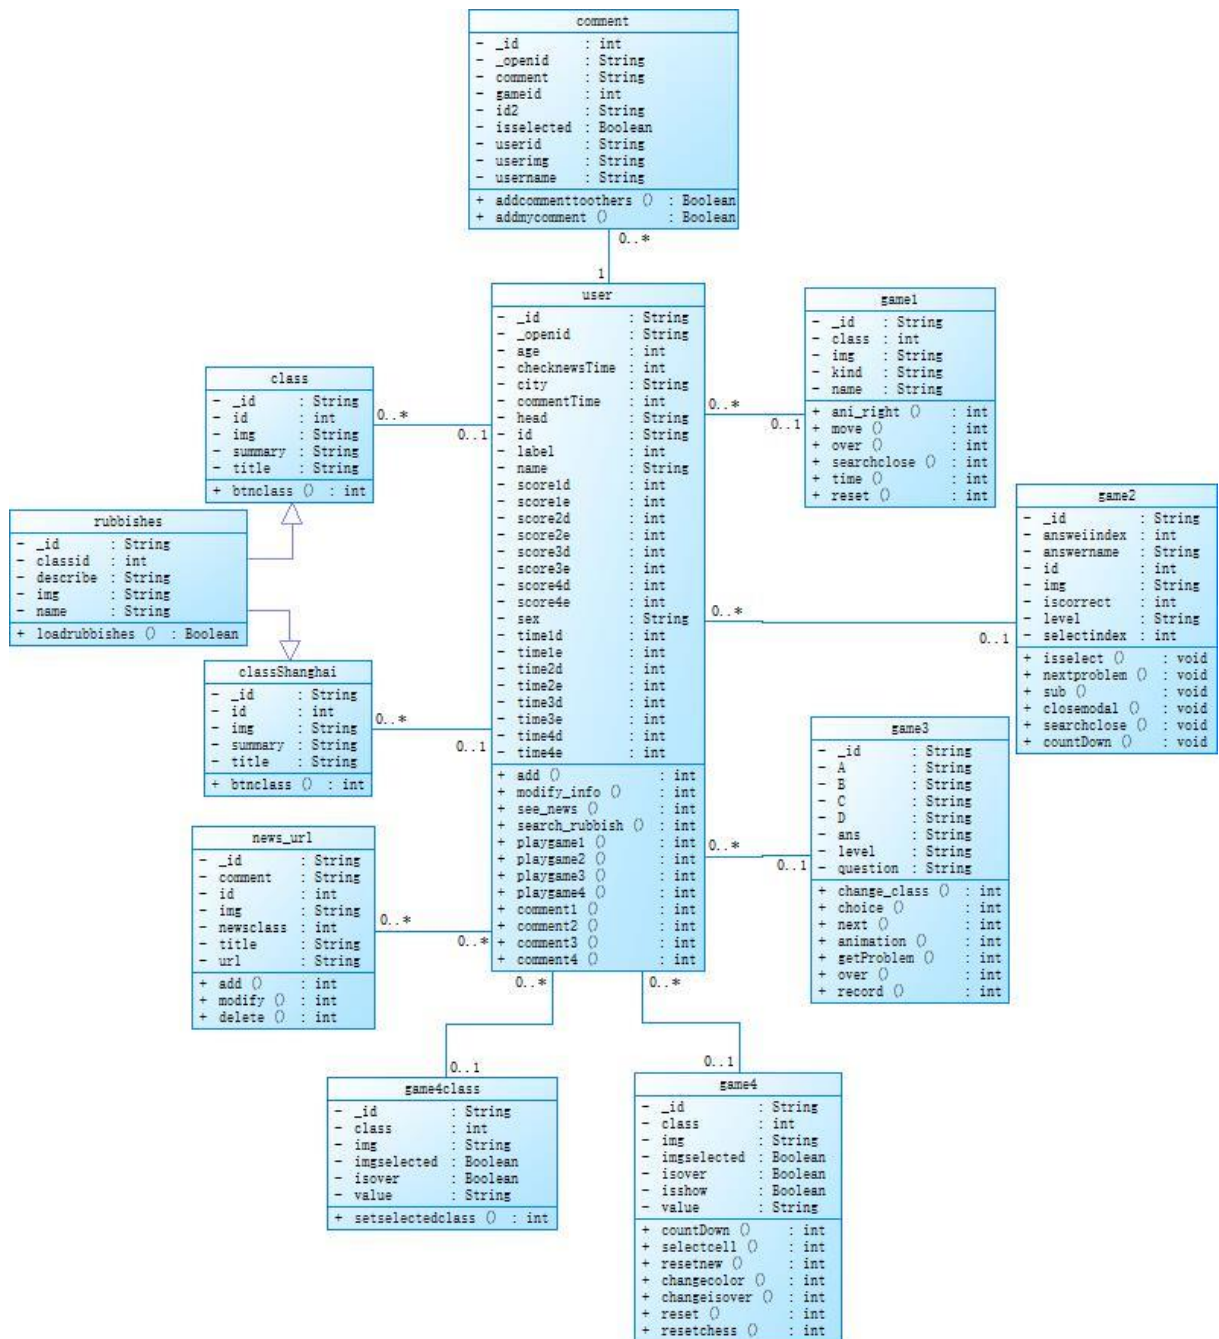 comment
- _id : int
- _openid : String
- comment : String
- gameid : int
- id2 : String
- isselected : Boolean
- userid : String
- userimg : String
- username : String
+ addcommenttoothers () : Boolean
+ addmycomment () : Boolean
0..*
1
user
- _id : String
- _openid : String
- age : int
- checknewsTime : int
- city : String
- commentTime : int
- head : String
- id : String
- label : int
- name : String
- score1d : int
- score1e : int
- score2d : int
- score2e : int
- score3d : int
- score3e : int
- score4d : int
- score4e : int
- sex : String
- time1d : int
- time1e : int
- time2d : int
- time2e : int
- time3d : int
- time3e : int
- time4d : int
- time4e : int
+ add () : int
+ modify_info () : int
+ see_news () : int
+ search_rubbish () : int
+ playgame1 () : int
+ playgame2 () : int
+ playgame3 () : int
+ playgame4 () : int
+ comment1 () : int
+ comment2 () : int
+ comment3 () : int
+ comment4 () : int
game1
- _id : String
- class : int
- img : String
- kind : String
- name : String
+ ani_right () : int
+ move () : int
+ over () : int
+ searchclose () : int
+ time () : int
+ reset () : int
0..*
0..1
class
- _id : String
- id : int
- img : String
- summary : String
- title : String
+ btnclass () : int
0..*
0..1
rubbishes
- _id : String
- classid : int
- describe : String
- img : String
- name : String
+ loadrubbishes () : Boolean
game2
- _id : String
- answeiindex : int
- answername : String
- id : int
- img : String
- iscorrect : int
- level : String
- selectindex : int
+ isselect () : void
+ nextproblem () : void
+ sub () : void
+ closemodal () : void
+ searchclose () : void
+ countDown () : void
0..*
0..1
classShanghai
- _id : String
- id : int
- img : String
- summary : String
- title : String
+ btnclass () : int
0..*
0..1
game3
- _id : String
- A : String
- B : String
- C : String
- D : String
- ans : String
- level : String
- question : String
+ change_class () : int
+ choice () : int
+ next () : int
+ animation () : int
+ getProblem () : int
+ over () : int
+ record () : int
0..*
0..1
news_url
- _id : String
- comment : String
- id : int
- img : String
- newsclass : int
- title : String
- url : String
+ add () : int
+ modify () : int
+ delete () : int
0..*
0..*
0..*
0..*
0..1
0..1
game4class
- _id : String
- class : int
- img : String
- imgselected : Boolean
- isover : Boolean
- value : String
+ setselectedclass () : int
game4
- _id : String
- class : int
- img : String
- imgselected : Boolean
- isover : Boolean
- isshow : Boolean
- value : String
+ countDown () : int
+ selectcell () : int
+ resetnew () : int
+ changecolor () : int
+ changeisover () : int
+ reset () : int
+ resetchess () : int